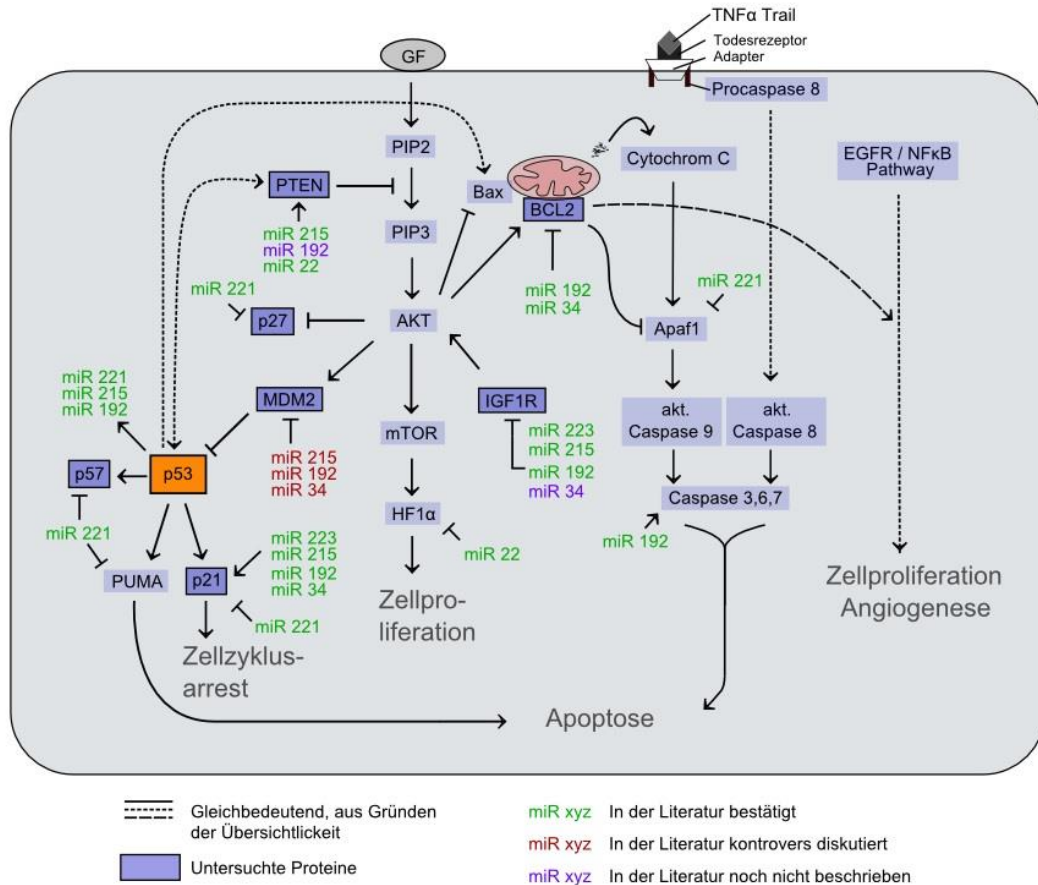 TNFα Trail
Todesrezeptor
Adapter
GF
Procaspase 8
PIP2
Cytochrom C
EGFR / NFκB
Pathway
PTEN
Bax
BCL2
miR 215
miR 192
miR 22
PIP3
miR 221
p27
miR 192
miR 34
miR 221
AKT
Apaf1
miR 221
miR 215
miR 192
MDM2
IGF1R
mTOR
miR 223
miR 215
miR 192
miR 34
akt.
Caspase 9
akt.
Caspase 8
miR 215
miR 192
miR 34
p57
p53
HF1α
Caspase 3,6,7
miR 221
miR 192
miR 22
PUMA
p21
miR 223
miR 215
miR 192
miR 34
miR 221
Zellpro-
liferation
Zellproliferation
Angiogenese
Zellzyklus-
arrest
Apoptose
Gleichbedeutend, aus Gründen
der Übersichtlickeit
Untersuchte Proteine
miR xyz In der Literatur bestätigt
miR xyz In der Literatur kontrovers diskutiert
miR xyz In der Literatur noch nicht beschrieben